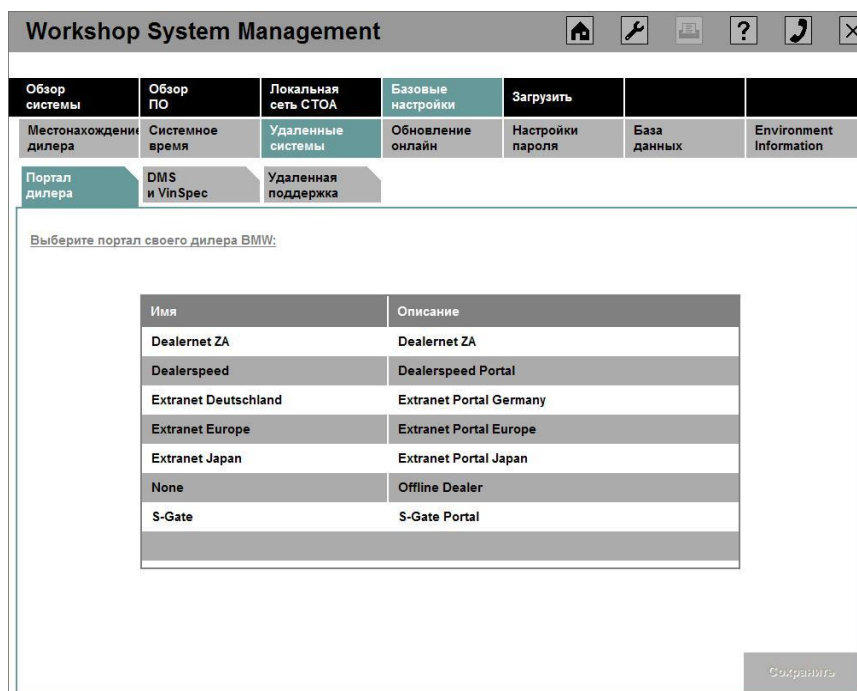 Workshop System Management
?
Обзор системы
Обзор ПО
Локальная сеть СТОА
Базовые настройки
Загрузить
Местонахождение дилера
Системное время
Удаленные системы
Обновление онлайн
Настройки пароля
База данных
Environment Information
Портал дилера
DMS и VinSpec
Удаленная поддержка
Выберите портал своего дилера BMW:
Имя Описание
Dealernet ZA Dealernet ZA
Dealerspeed Dealerspeed Portal
Extranet Deutschland Extranet Portal Germany
Extranet Europe Extranet Portal Europe
Extranet Japan Extranet Portal Japan
None Offline Dealer
S-Gate S-Gate Portal
Сохранить